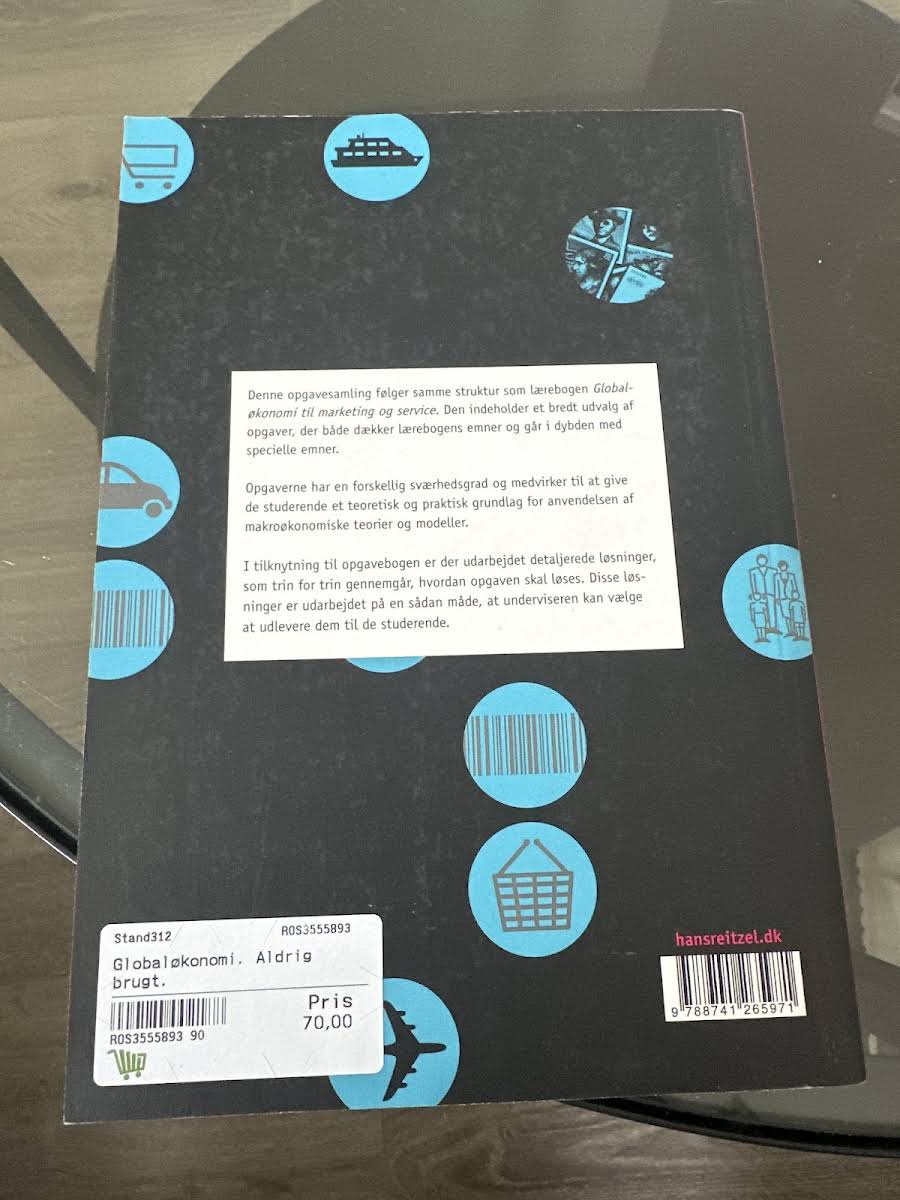 Denne opgavesamling følger samme struktur som lærebogen Global-
økonomi til marketing og service. Den indeholder et bredt udvalg af
opgaver, der både dækker lærebogens emner og går i dybden med
specielle emner.
Opgaverne har en forskellig sværhedsgrad og medvirker til at give
de studerende et teoretisk og praktisk grundlag for anvendelsen af
makroøkonomiske teorier og modeller.
I tilknytning til opgavebogen er der udarbejdet detaljerede løsninger,
som trin for trin gennemgår, hvordan opgaven skal løses. Disse løs-
ninger er udarbejdet på en sådan måde, at underviseren kan vælge
at udlevere dem til de studerende.
Stand312 ROS3555893
Globaløkonomi. Aldrig
brugt.
Pris
70,00
ROS3555893 90
hansreitzel.dk
9 788741 265971